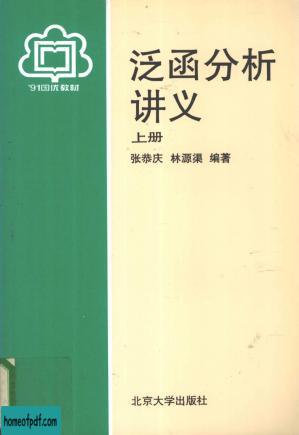 '91国优教材
泛函分析
讲义
上册
张恭庆 林源渠 编著
北京大学出版社
homeofpdf.com